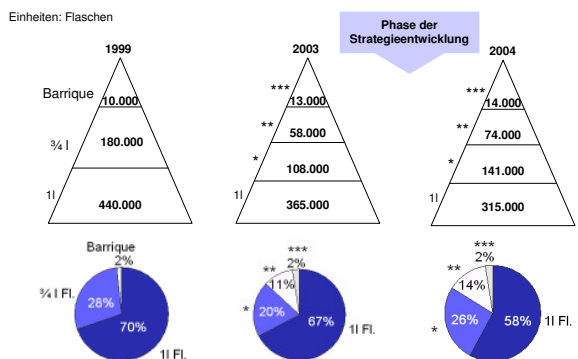 Einheiten: Flaschen
Phase der
Strategieentwicklung
1999
Barrique
10.000
¾ l
180.000
1l
440.000
2003
***
13.000
**
58.000
*
108.000
1l
365.000
2004
***
14.000
**
74.000
*
141.000
1l
315.000
Barrique
2%
¾ l Fl.
28%
70%
1l Fl.
***
2%
**
11%
*
20%
67%
1l Fl.
***
2%
**
14%
*
26%
58%
1l Fl.